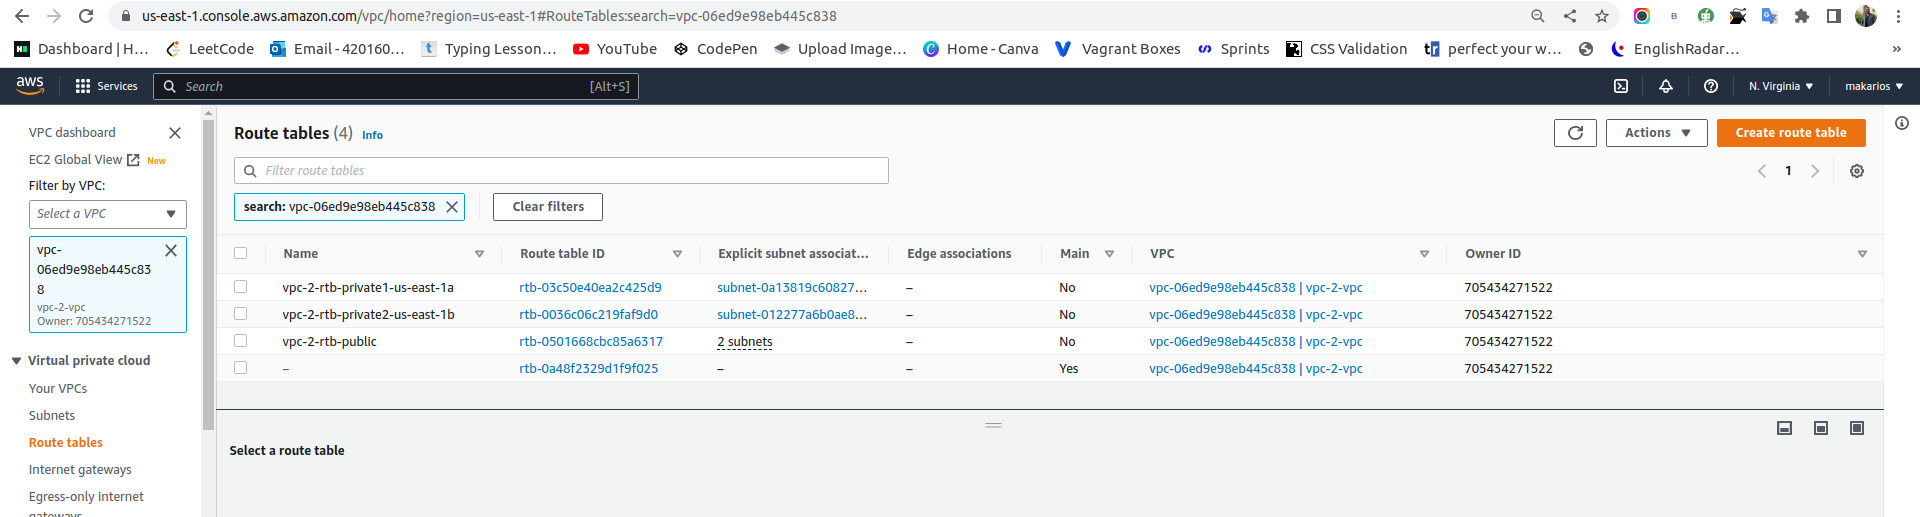 us-east-1.console.aws.amazon.com/vpc/home?region=us-east-1#RouteTables:search=vpc-06ed9e98eb445c838
Dashboard | H... LeetCode Email - 420160... Typing Lesson... YouTube CodePen Upload Image... Home - Canva Vagrant Boxes Sprints CSS Validation perfect your w... EnglishRadar... »
aws Services Search [Alt+S] N. Virginia makarios
VPC dashboard
EC2 Global View New
Filter by VPC:
Select a VPC
vpc-
06ed9e98eb445c83
8
vpc-2-vpc
Owner: 705434271522
Virtual private cloud
Your VPCs
Subnets
Route tables
Internet gateways
Egress-only internet
gateways
Route tables (4) Info Actions Create route table
Filter route tables 1
search: vpc-06ed9e98eb445c838 Clear filters
Name Route table ID Explicit subnet associat... Edge associations Main VPC Owner ID
vpc-2-rtb-private1-us-east-1a rtb-03c50e40ea2c425d9 subnet-0a13819c60827... – No vpc-06ed9e98eb445c838 | vpc-2-vpc 705434271522
vpc-2-rtb-private2-us-east-1b rtb-0036c06c219faf9d0 subnet-012277a6b0ae8... – No vpc-06ed9e98eb445c838 | vpc-2-vpc 705434271522
vpc-2-rtb-public rtb-0501668cbc85a6317 2 subnets – No vpc-06ed9e98eb445c838 | vpc-2-vpc 705434271522
– rtb-0a48f2329d1f9f025 – – Yes vpc-06ed9e98eb445c838 | vpc-2-vpc 705434271522
Select a route table